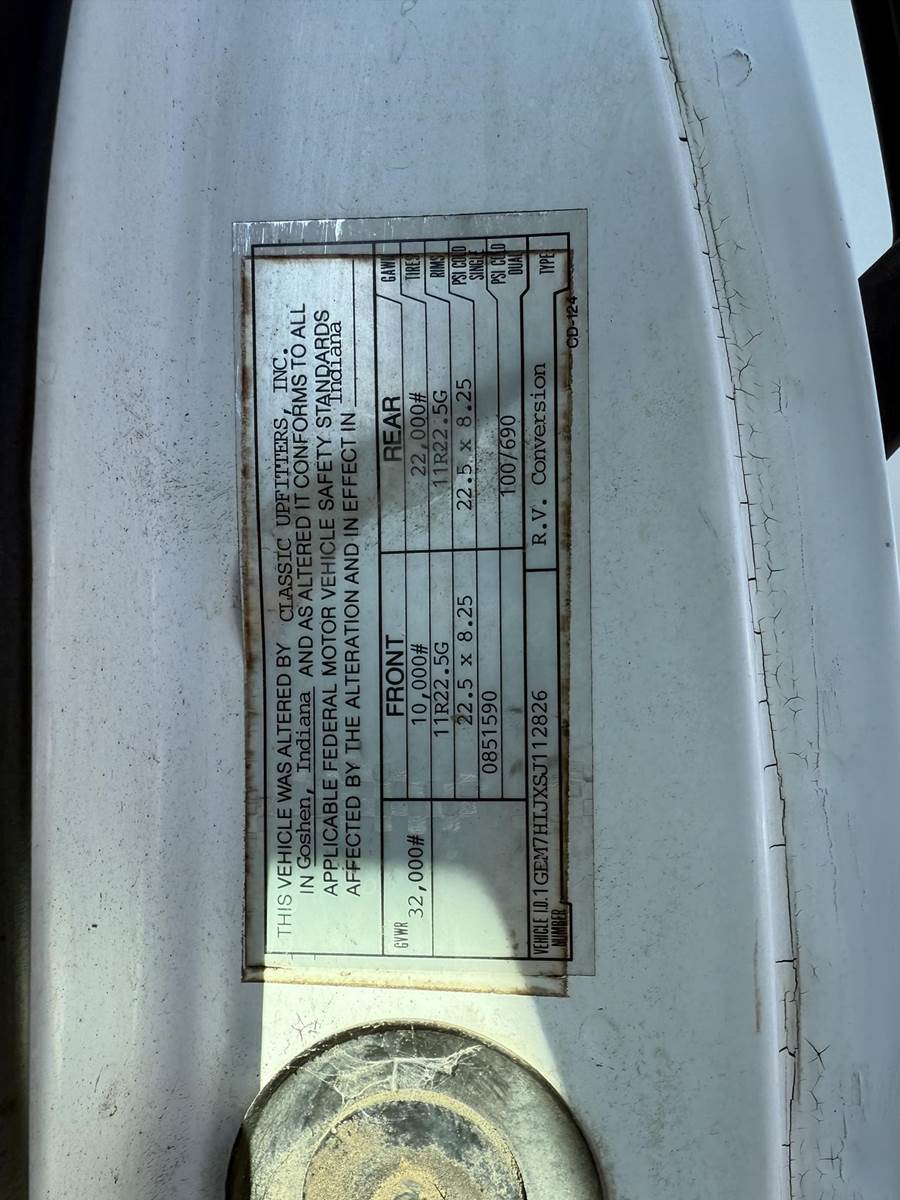 THIS VEHICLE WAS ALTERED BY CLASSIC UPFITTERS, INC.
IN Goshen, Indiana AND AS ALTERED IT CONFORMS TO ALL
APPLICABLE FEDERAL MOTOR VEHICLE SAFETY STANDARDS
AFFECTED BY THE ALTERATION AND IN EFFECT IN Indiana
FRONT REAR
GVWR 32,000# 10,000# 22,000# GAWR
11R22.5G 11R22.5G TIRES
22.5 x 8.25 22.5 x 8.25 RIMS
0851590 PSI COLD SINGLE
100/690 PSI COLD DUAL
VEHICLE I.D. NUMBER 1GEM7HIJXSJ112826 R.V. Conversion TYPE
CD-124